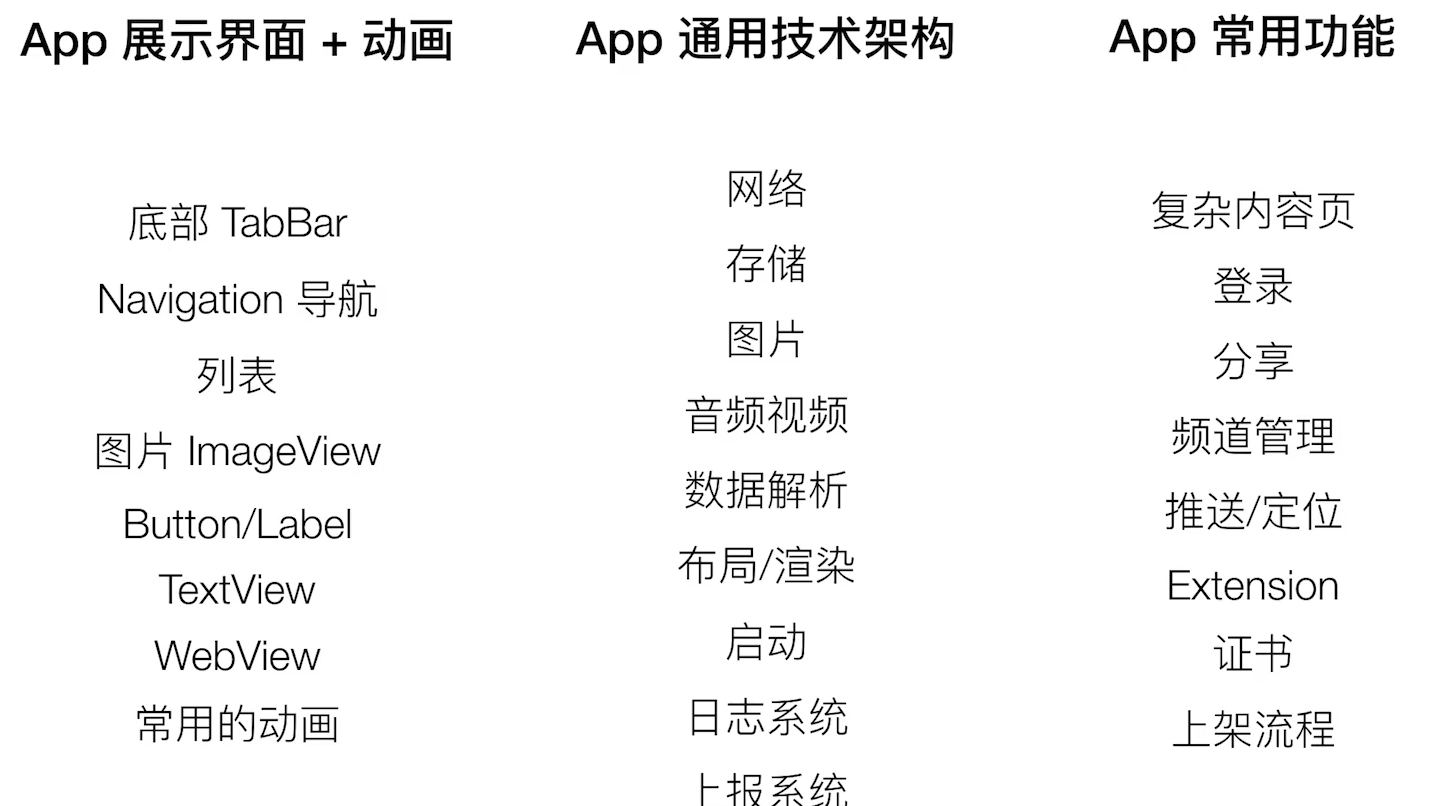 App 展示界面 + 动画
底部 TabBar
Navigation 导航
列表
图片 ImageView
Button/Label
TextView
WebView
常用的动画
App 通用技术架构
网络
存储
图片
音频视频
数据解析
布局/渲染
启动
日志系统
上报系统
App 常用功能
复杂内容页
登录
分享
频道管理
推送/定位
Extension
证书
上架流程